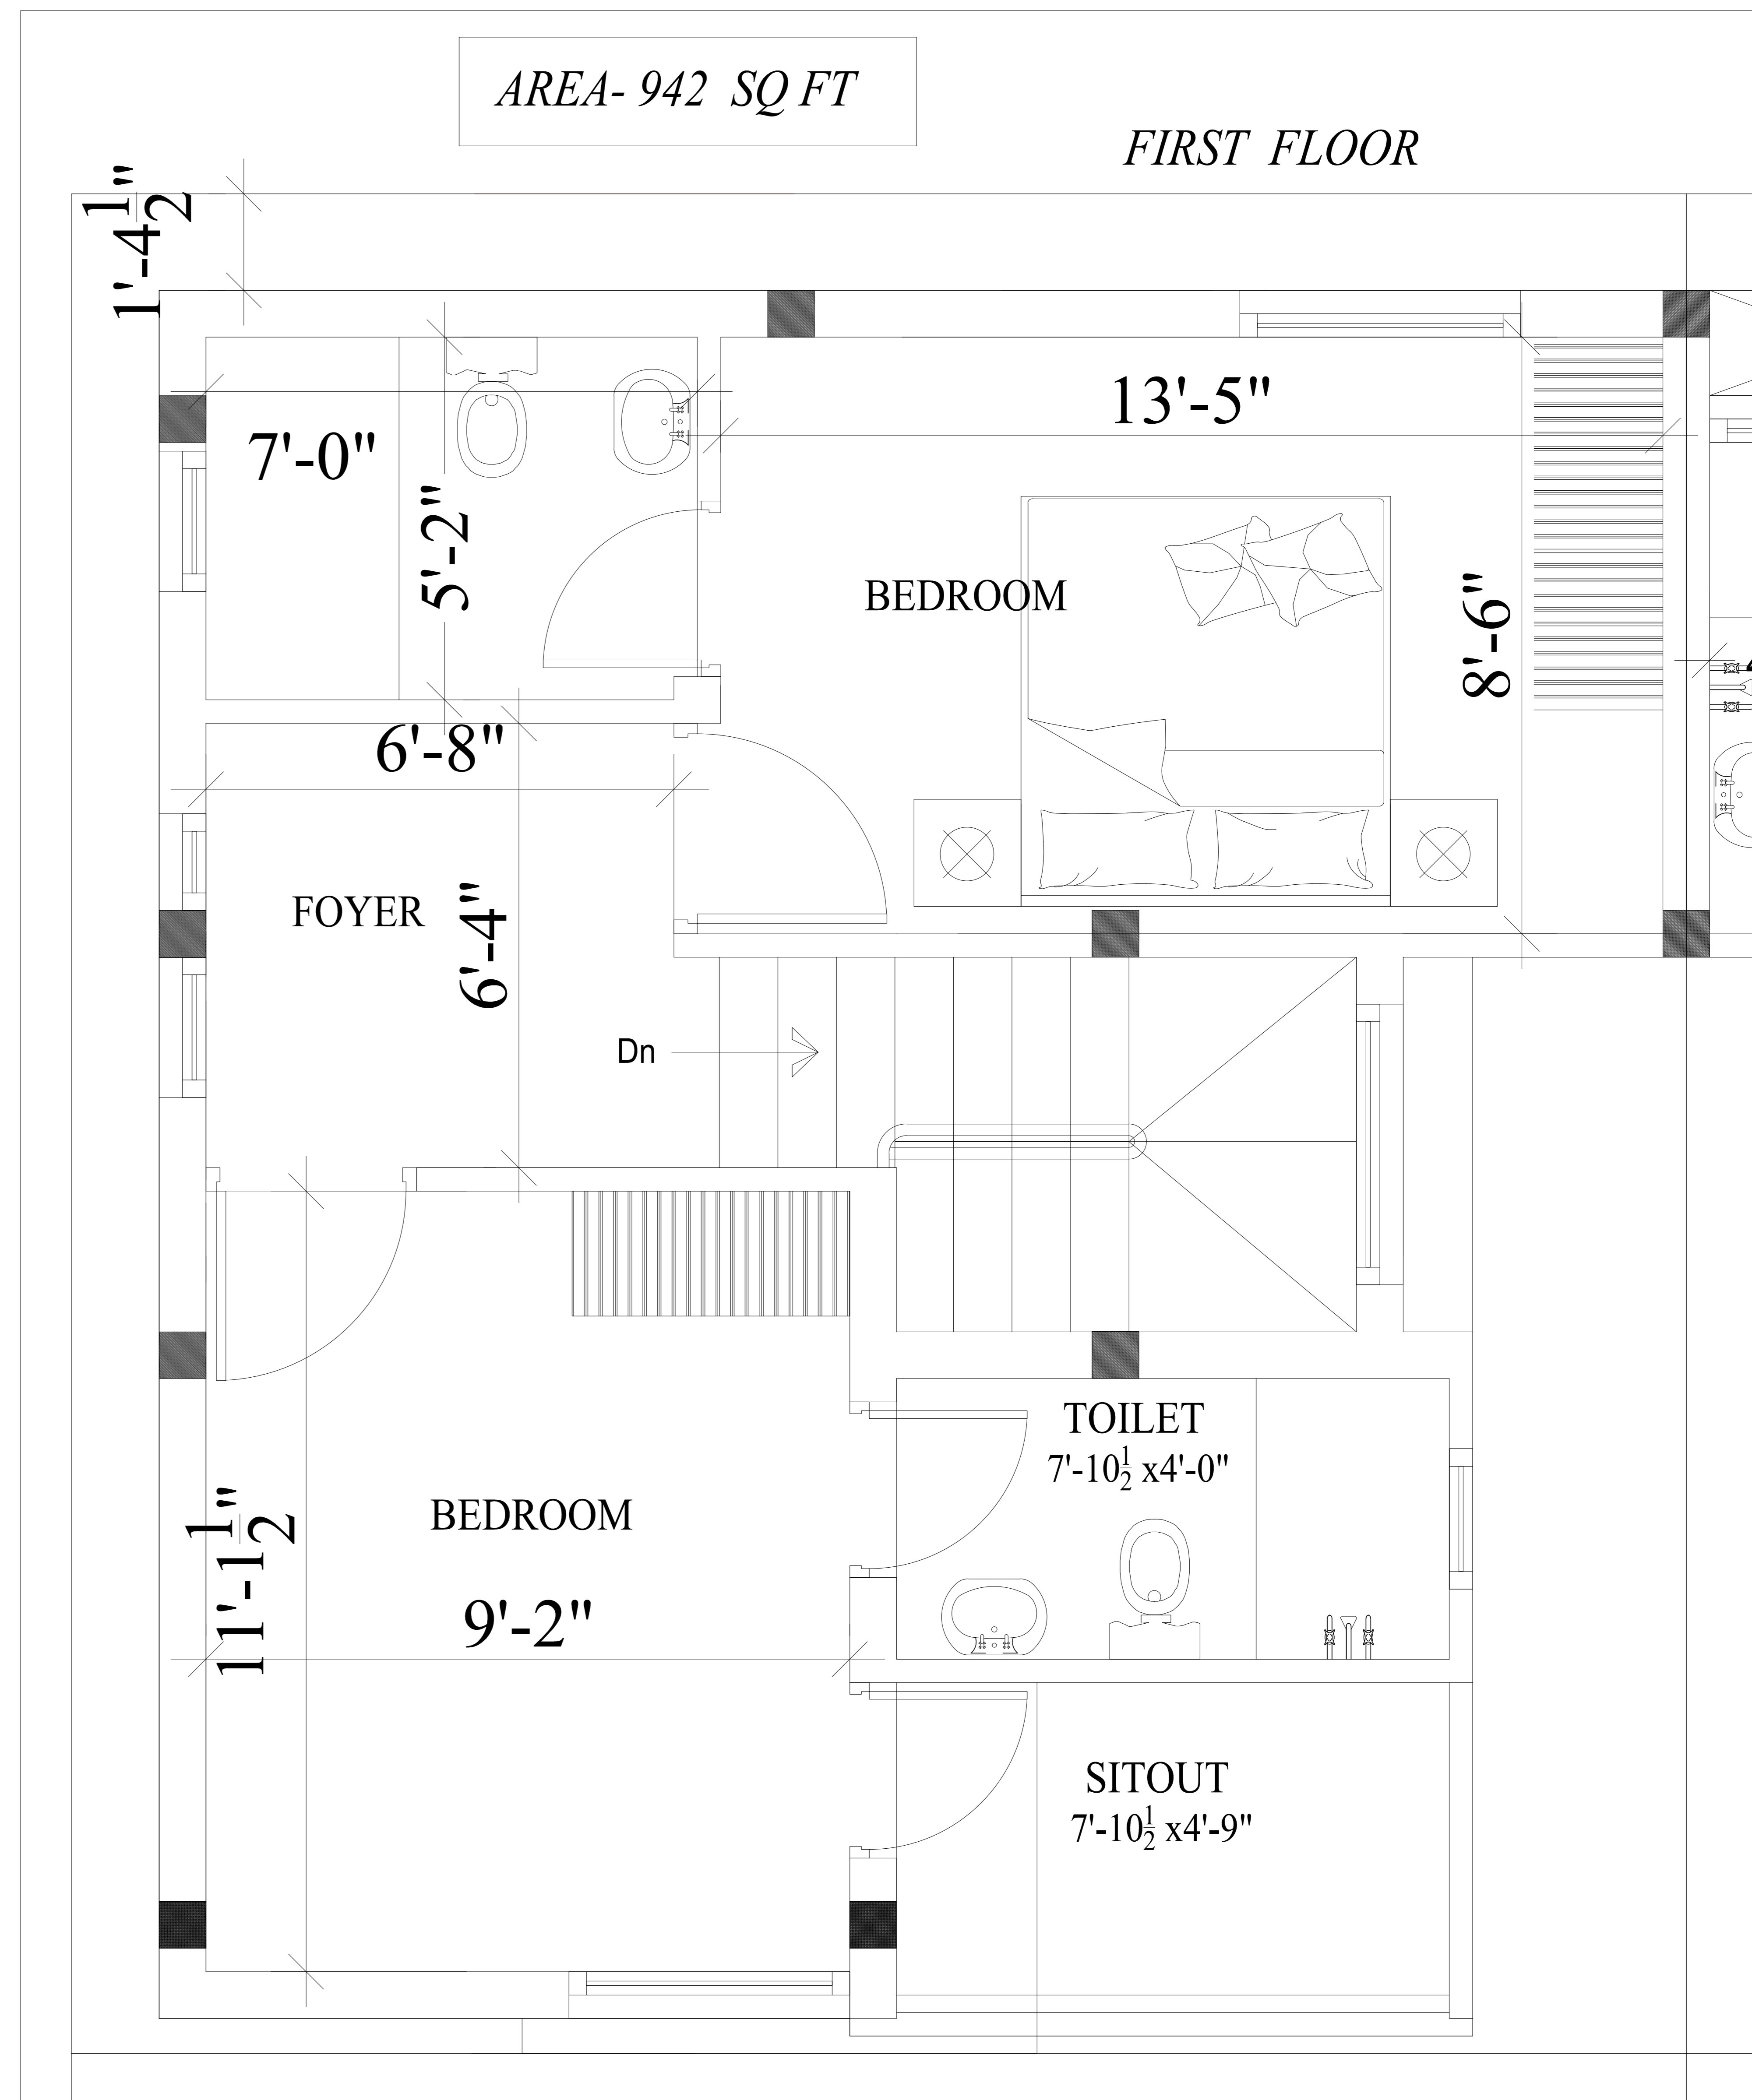 AREA- 942 SQ FT
FIRST FLOOR
1'-4½"
13'-5"
7'-0"
5'-2"
BEDROOM
8'-6"
6'-8"
FOYER
6'-4"
Dn
TOILET
7'-10½ x4'-0"
11'-1½"
BEDROOM
9'-2"
SITOUT
7'-10½ x4'-9"